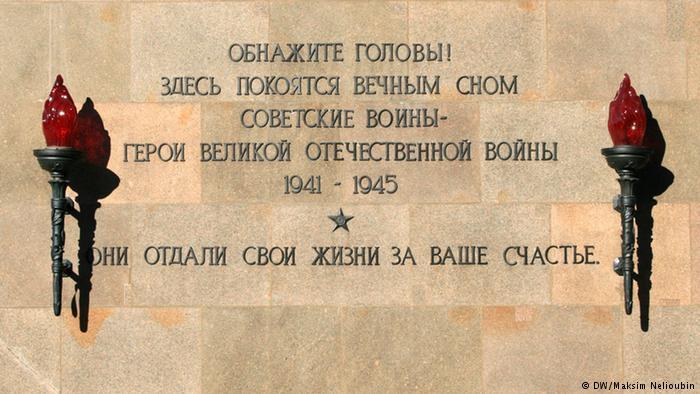 ОБНАЖИТЕ ГОЛОВЫ!
ЗДЕСЬ ПОКОЯТСЯ ВЕЧНЫМ СНОМ
СОВЕТСКИЕ ВОИНЫ-
ГЕРОИ ВЕЛИКОЙ ОТЕЧЕСТВЕННОЙ ВОЙНЫ
1941 - 1945
ОНИ ОТДАЛИ СВОИ ЖИЗНИ ЗА ВАШЕ СЧАСТЬЕ.
© DW/Maksim Nelioubin